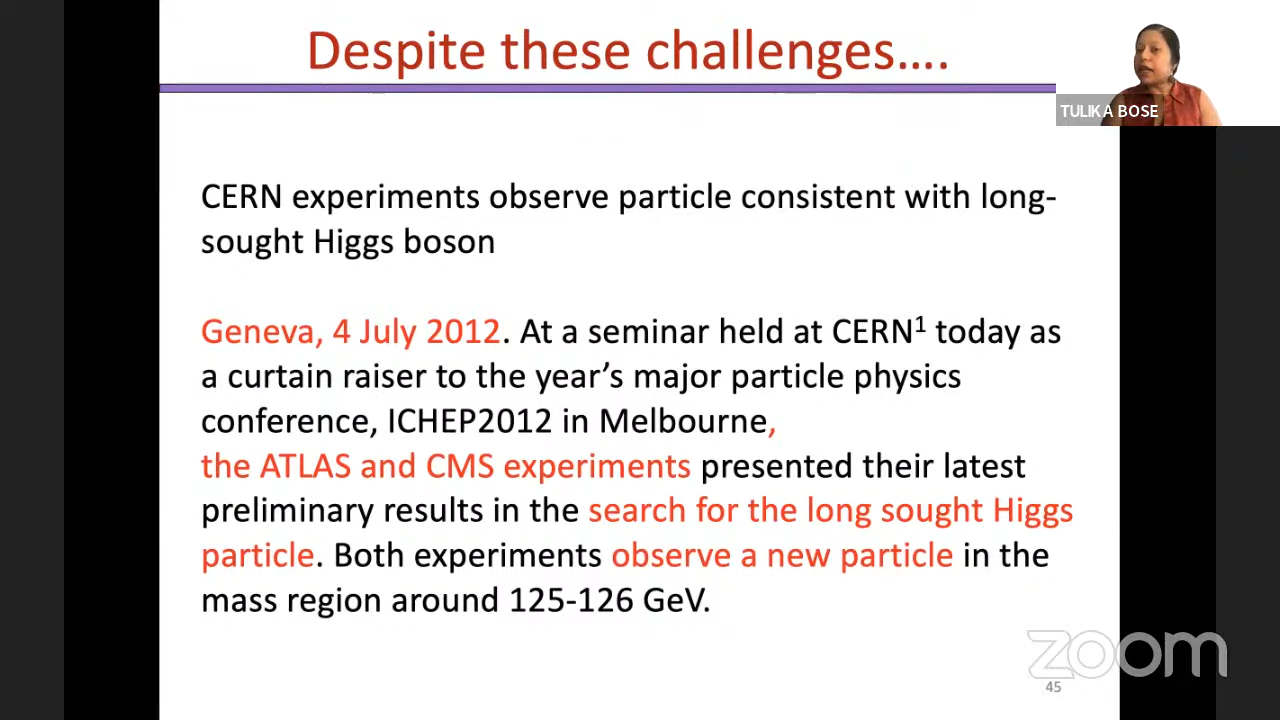 Despite these challenges....
TULIKA BOSE
CERN experiments observe particle consistent with long-
sought Higgs boson
Geneva, 4 July 2012. At a seminar held at CERN¹ today as
a curtain raiser to the year’s major particle physics
conference, ICHEP2012 in Melbourne,
the ATLAS and CMS experiments presented their latest
preliminary results in the search for the long sought Higgs
particle. Both experiments observe a new particle in the
mass region around 125-126 GeV.
zoom
45